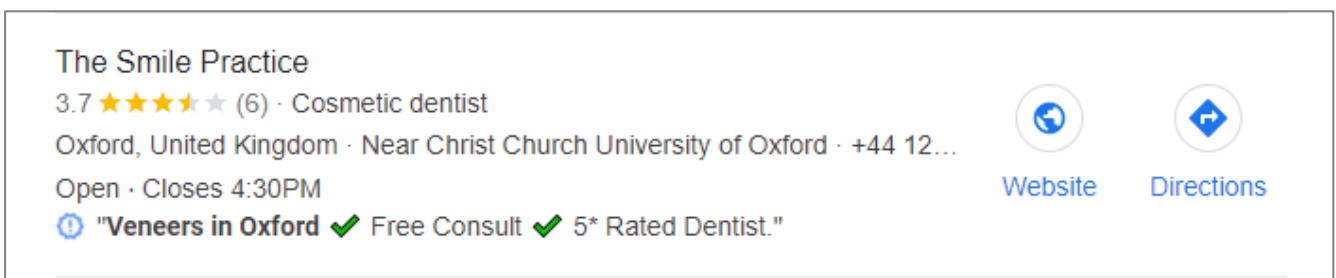 The Smile Practice
3.7 ★★★★★ (6) · Cosmetic dentist
Oxford, United Kingdom · Near Christ Church University of Oxford · +44 12...
Open · Closes 4:30PM
"Veneers in Oxford ✔ Free Consult ✔ 5* Rated Dentist."
Website
Directions